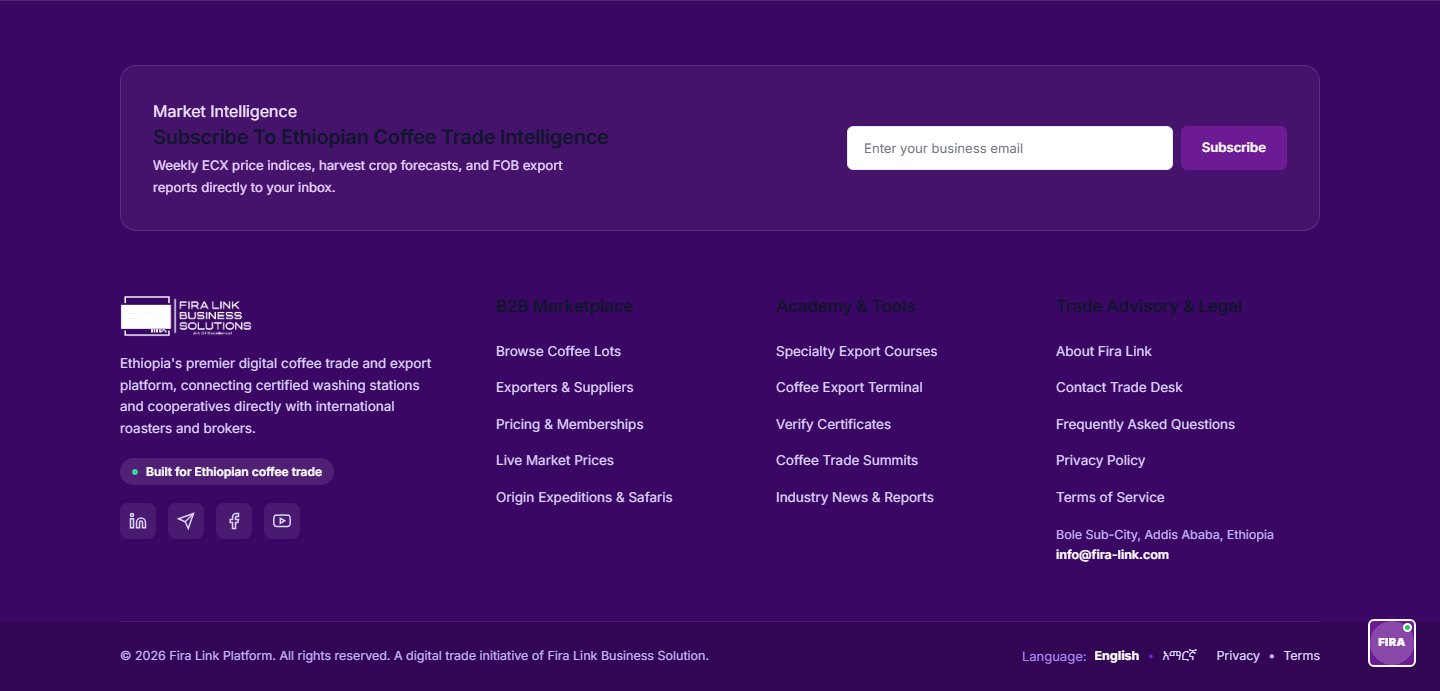 Market Intelligence
Subscribe To Ethiopian Coffee Trade Intelligence
Weekly ECX price indices, harvest crop forecasts, and FOB export
reports directly to your inbox.
Enter your business email
Subscribe
FIRA LINK
BUSINESS
SOLUTIONS
Art Of Excellence!
Ethiopia's premier digital coffee trade and export
platform, connecting certified washing stations
and cooperatives directly with international
roasters and brokers.
Built for Ethiopian coffee trade
B2B Marketplace
Browse Coffee Lots
Exporters & Suppliers
Pricing & Memberships
Live Market Prices
Origin Expeditions & Safaris
Academy & Tools
Specialty Export Courses
Coffee Export Terminal
Verify Certificates
Coffee Trade Summits
Industry News & Reports
Trade Advisory & Legal
About Fira Link
Contact Trade Desk
Frequently Asked Questions
Privacy Policy
Terms of Service
Bole Sub-City, Addis Ababa, Ethiopia
info@fira-link.com
© 2026 Fira Link Platform. All rights reserved. A digital trade initiative of Fira Link Business Solution.
Language: English • አማርኛ Privacy • Terms
FIRA